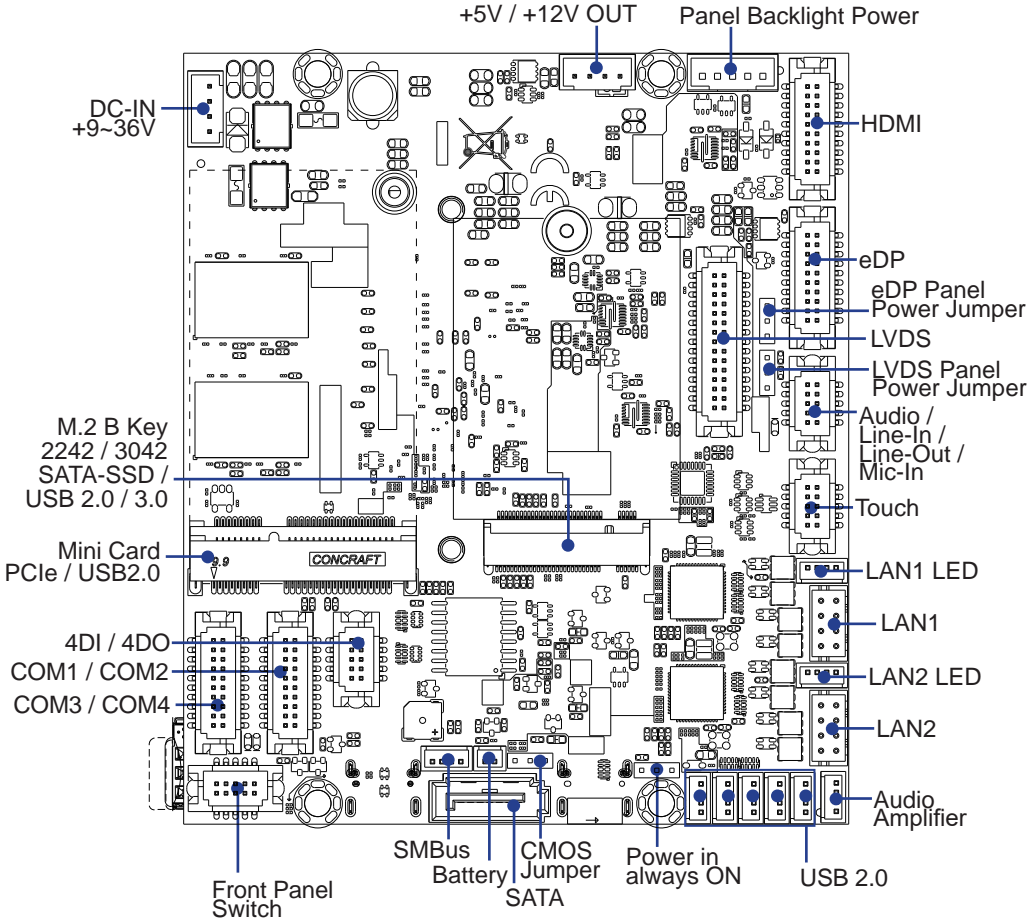 +5V / +12V OUT
Panel Backlight Power
DC-IN
+9~36V
HDMI
eDP
eDP Panel
Power Jumper
LVDS
LVDS Panel
Power Jumper
M.2 B Key
2242 / 3042
SATA-SSD /
USB 2.0 / 3.0
Audio /
Line-In /
Line-Out /
Mic-In
Touch
Mini Card
PCIe / USB2.0
9.9
CONCRAFT
LAN1 LED
LAN1
4DI / 4DO
COM1 / COM2
COM3 / COM4
LAN2 LED
LAN2
Audio
Amplifier
SMBus
Battery
CMOS
Jumper
SATA
Power in
always ON
USB 2.0
Front Panel
Switch